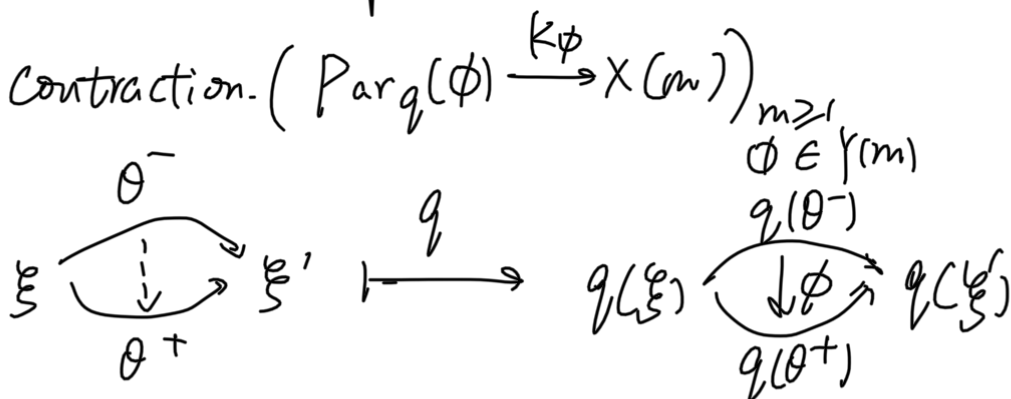 Contraction. ( Par_q(ϕ) —Kϕ→ X(m) )_{m≥1
ϕ ∈ Y(m)}
θ⁻ q q(θ⁻)
ξ ξ' ↦ q(ξ) ↓ϕ q(ξ')
θ⁺ q(θ⁺)